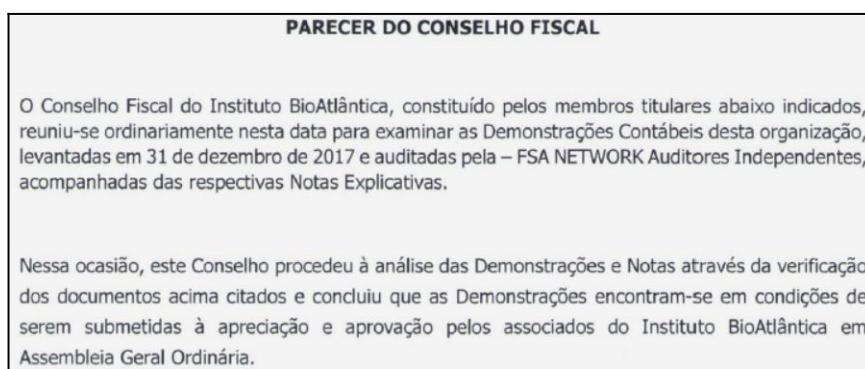 PARECER DO CONSELHO FISCAL
O Conselho Fiscal do Instituto BioAtlântica, constituído pelos membros titulares abaixo indicados,
reuniu-se ordinariamente nesta data para examinar as Demonstrações Contábeis desta organização,
levantadas em 31 de dezembro de 2017 e auditadas pela – FSA NETWORK Auditores Independentes,
acompanhadas das respectivas Notas Explicativas.
Nessa ocasião, este Conselho procedeu à análise das Demonstrações e Notas através da verificação
dos documentos acima citados e concluiu que as Demonstrações encontram-se em condições de
serem submetidas à apreciação e aprovação pelos associados do Instituto BioAtlântica em
Assembleia Geral Ordinária.